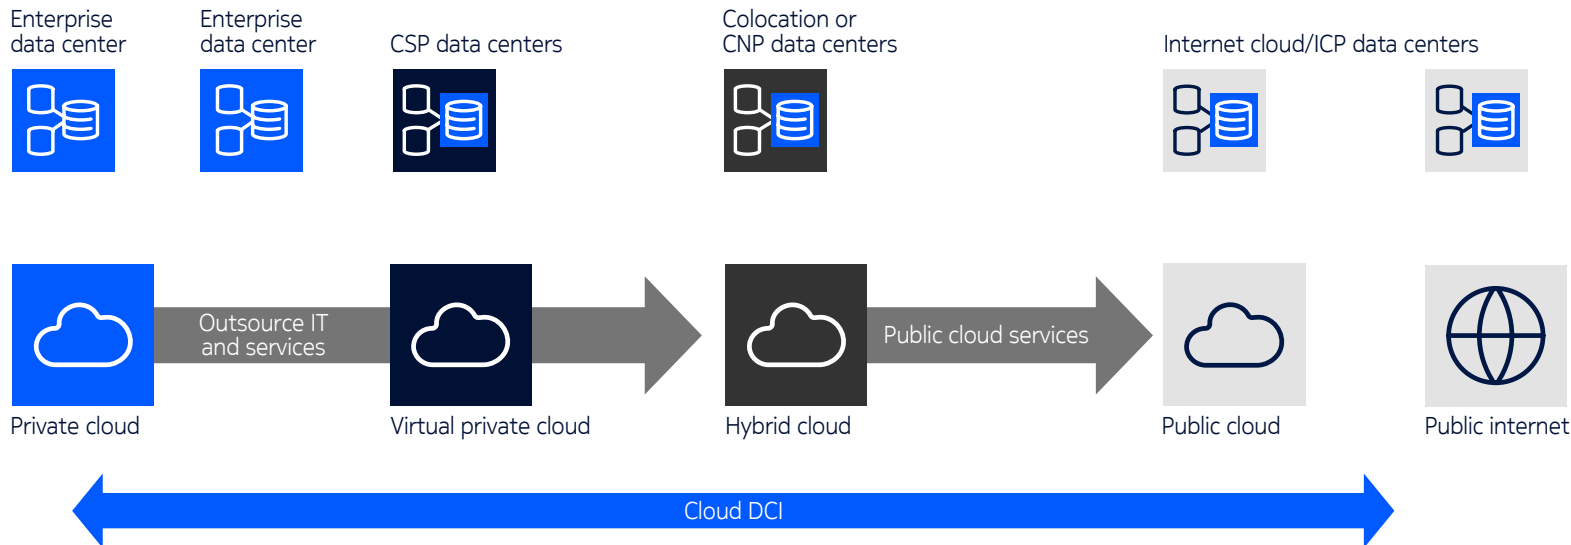 Enterprise
data center
Enterprise
data center
CSP data centers
Colocation or
CNP data centers
Internet cloud/ICP data centers
Outsource IT
and services
Public cloud services
Private cloud
Virtual private cloud
Hybrid cloud
Public cloud
Public internet
Cloud DCI